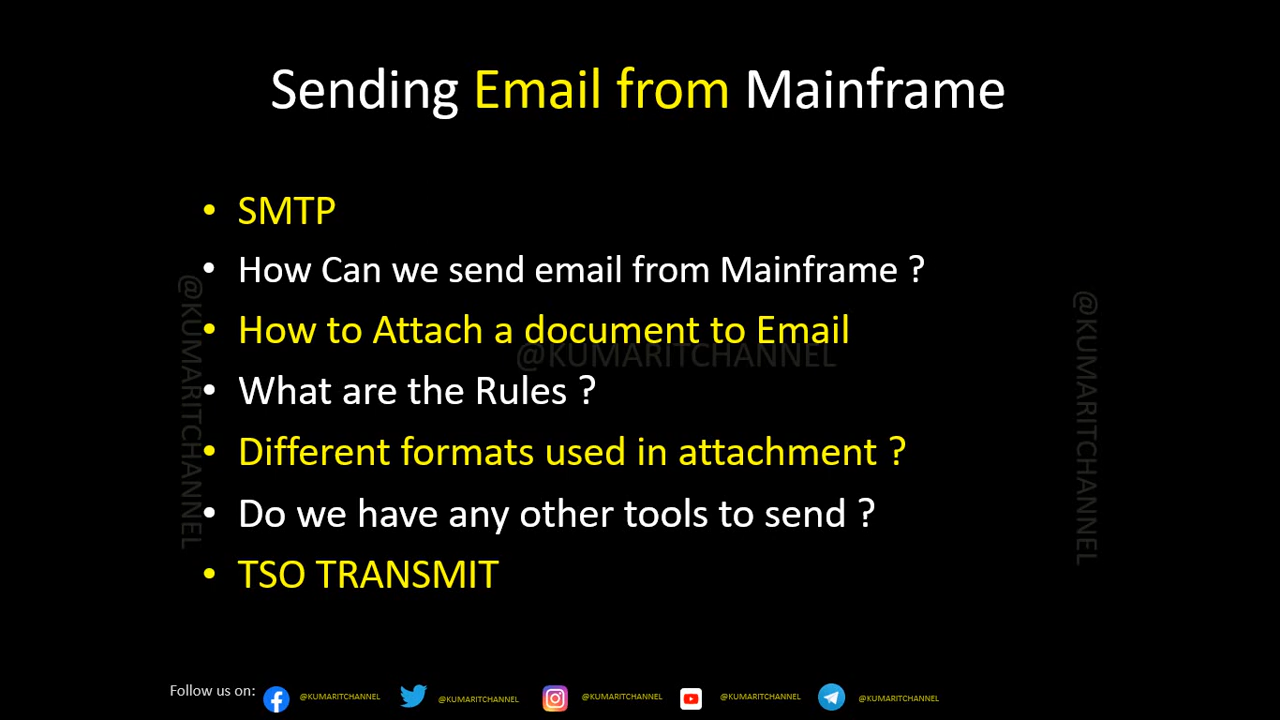 Sending Email from Mainframe
• SMTP
• How Can we send email from Mainframe ?
• How to Attach a document to Email
• What are the Rules ?
• Different formats used in attachment ?
• Do we have any other tools to send ?
• TSO TRANSMIT
@KUMARITCHANNEL
@KUMARITCHANNEL
@KUMARITCHANNEL
Follow us on: @KUMARITCHANNEL @KUMARITCHANNEL @KUMARITCHANNEL @KUMARITCHANNEL @KUMARITCHANNEL